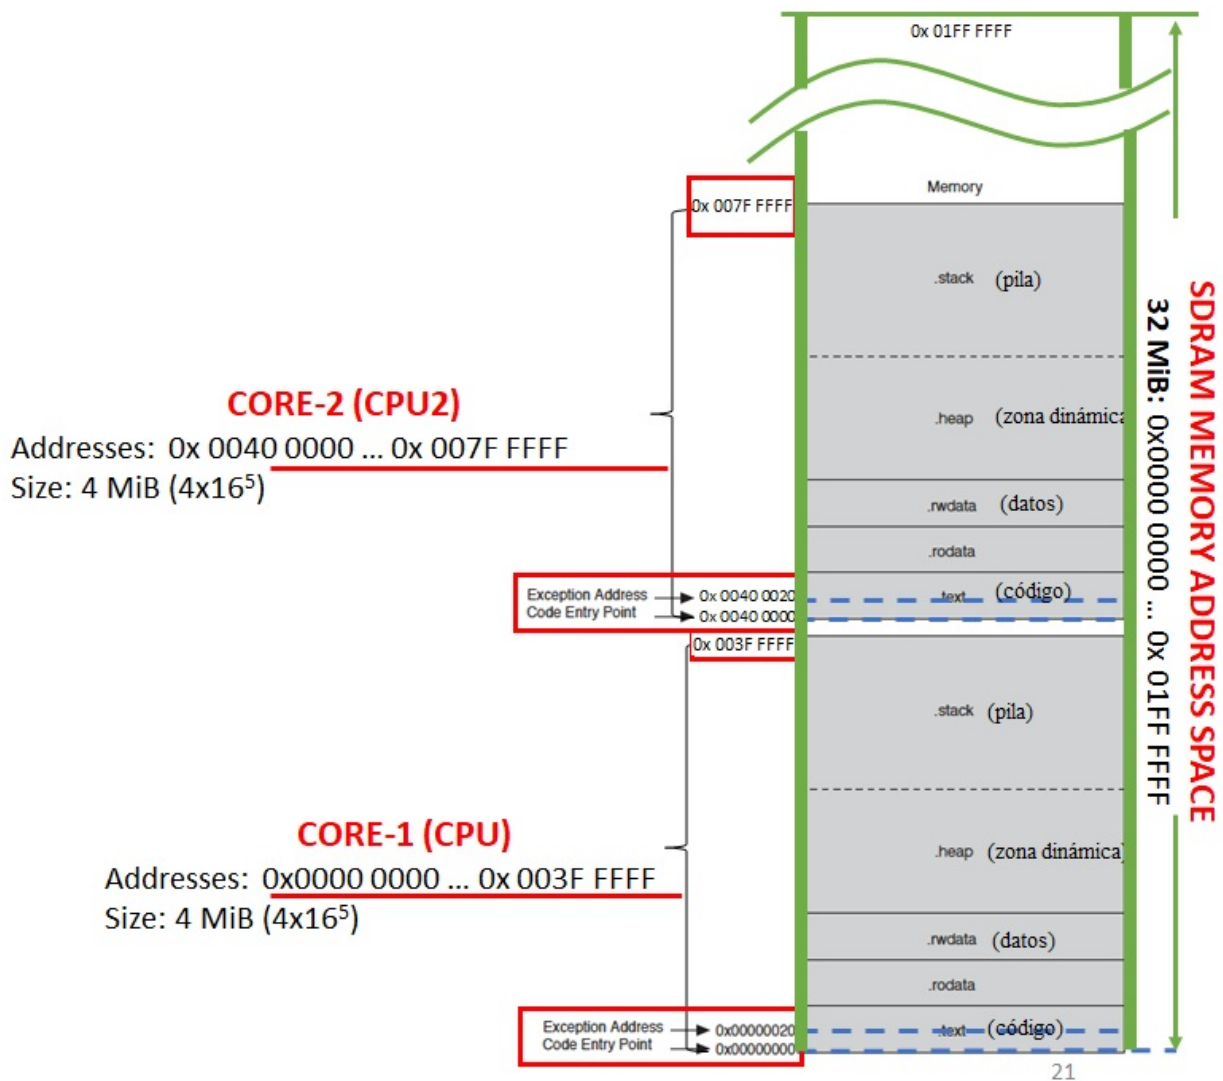 0x 01FF FFFF
Memory
0x 007F FFFF
.stack (pila)
SDRAM MEMORY ADDRESS SPACE
32 MiB: 0x0000 0000 ... 0x 01FF FFFF
CORE-2 (CPU2)
Addresses: 0x 0040 0000 ... 0x 007F FFFF
Size: 4 MiB (4x16⁵)
.heap (zona dinámica
.rwdata (datos)
.rodata
Exception Address 0x 0040 0020
.text (código)
Code Entry Point 0x 0040 0000
0x 003F FFFF
.stack (pila)
CORE-1 (CPU)
Addresses: 0x0000 0000 ... 0x 003F FFFF
Size: 4 MiB (4x16⁵)
.heap (zona dinámica)
.rwdata (datos)
.rodata
Exception Address 0x00000020
.text (código)
Code Entry Point 0x00000000
21